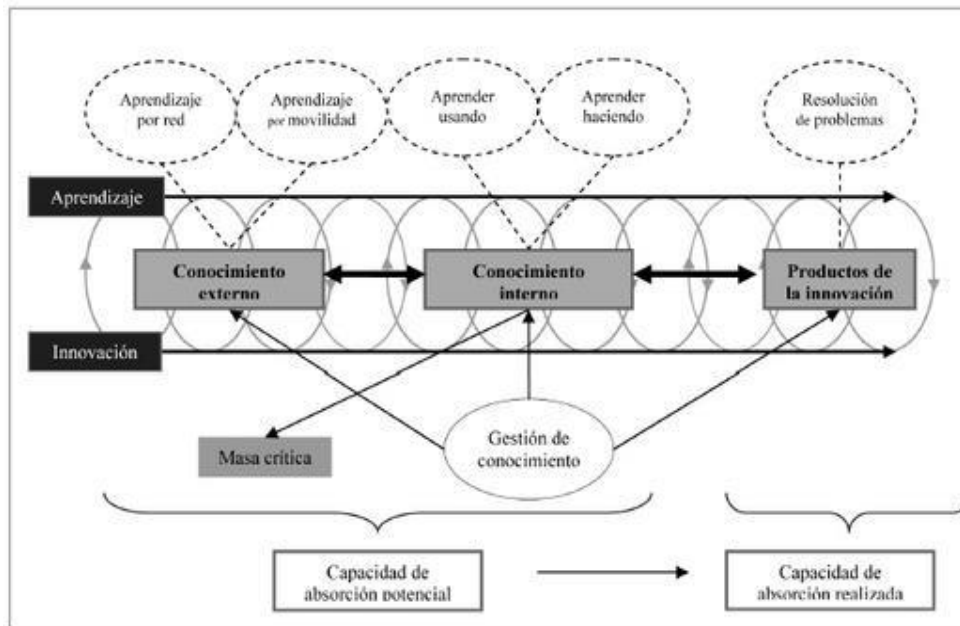 Aprendizaje
por red
Aprendizaje
por movilidad
Aprender
usando
Aprender
haciendo
Resolución
de problemas
Aprendizaje
Conocimiento
externo
Conocimiento
interno
Productos de
la innovación
Innovación
Masa crítica
Gestión de
conocimiento
Capacidad de
absorción potencial
Capacidad de
absorción realizada